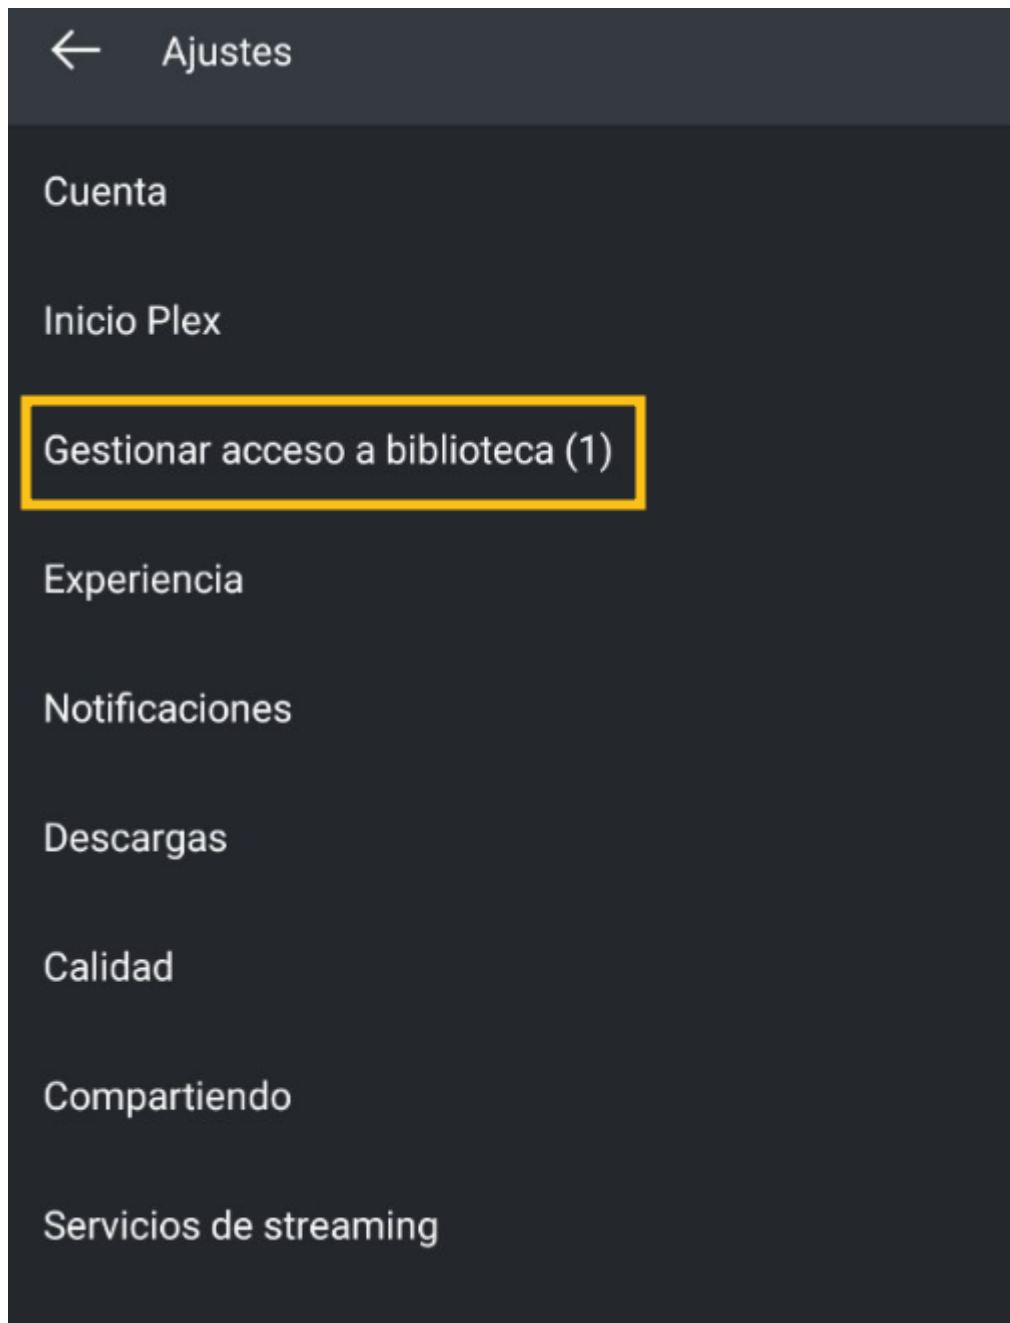 Ajustes
Cuenta
Inicio Plex
Gestionar acceso a biblioteca (1)
Experiencia
Notificaciones
Descargas
Calidad
Compartiendo
Servicios de streaming